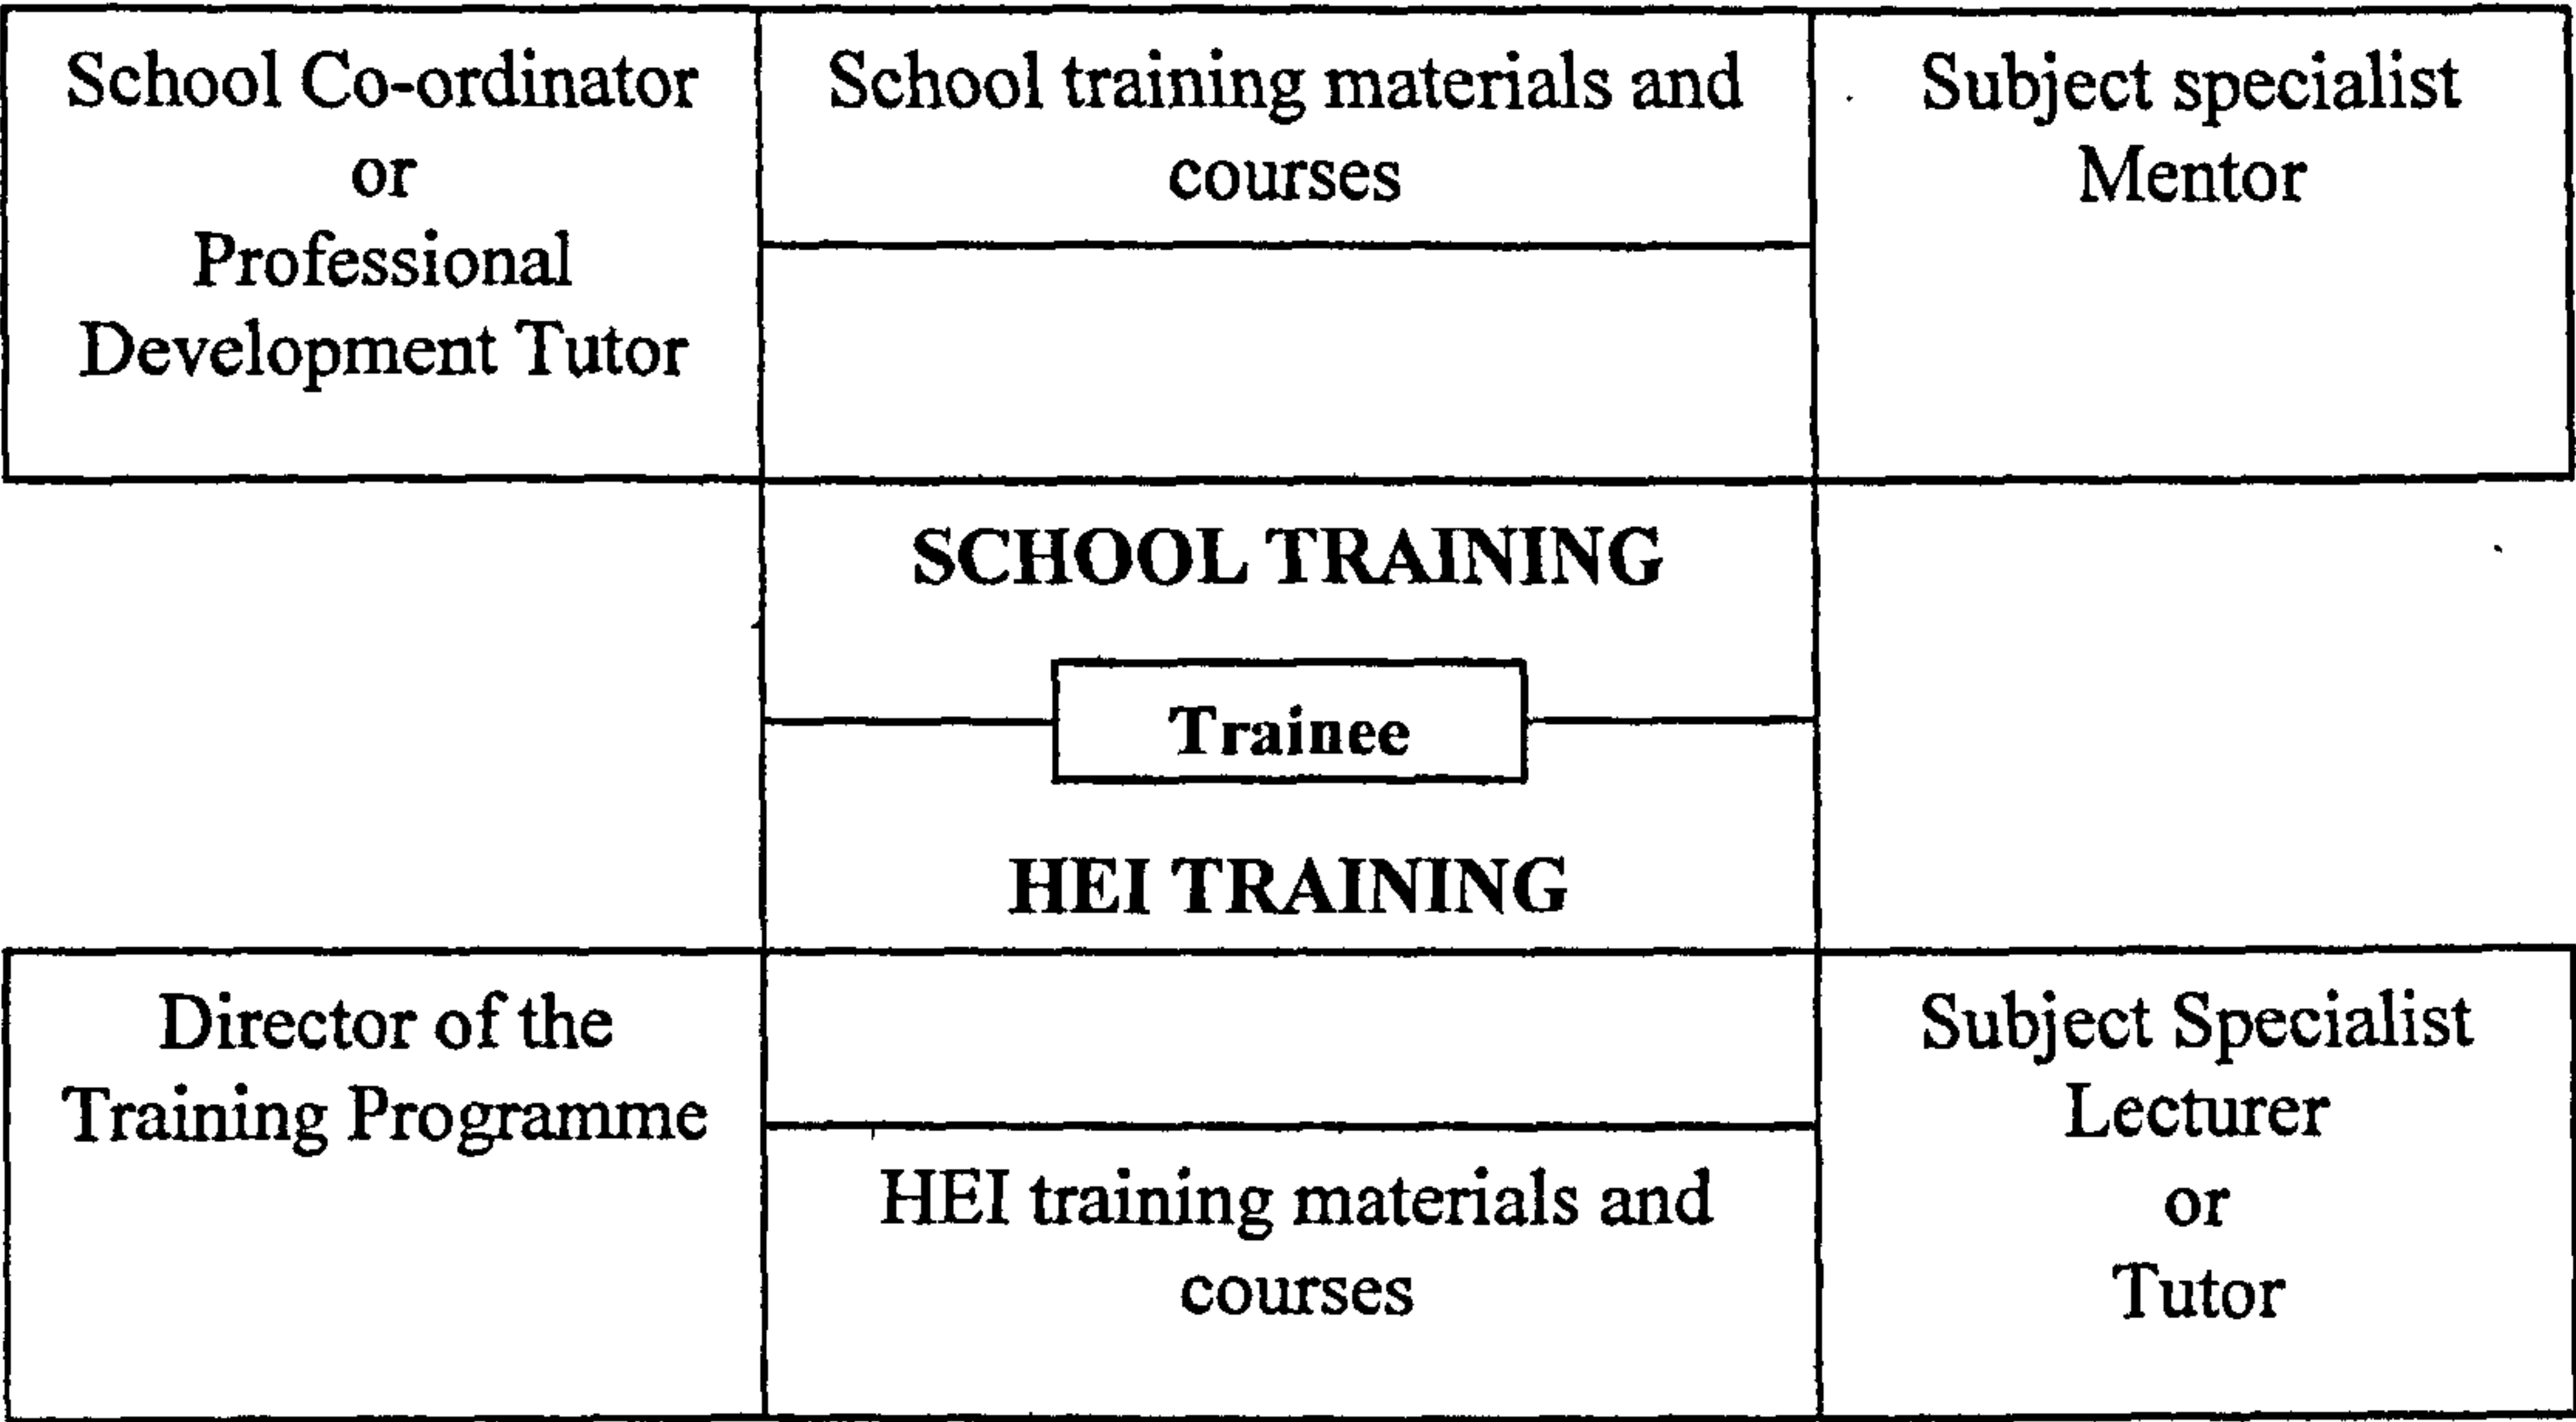 School Co-ordinator
or
Professional
Development Tutor
School training materials and
courses
Subject specialist
Mentor
SCHOOL TRAINING
Trainee
HEI TRAINING
Director of the
Training Programme
HEI training materials and
courses
Subject Specialist
Lecturer
or
Tutor